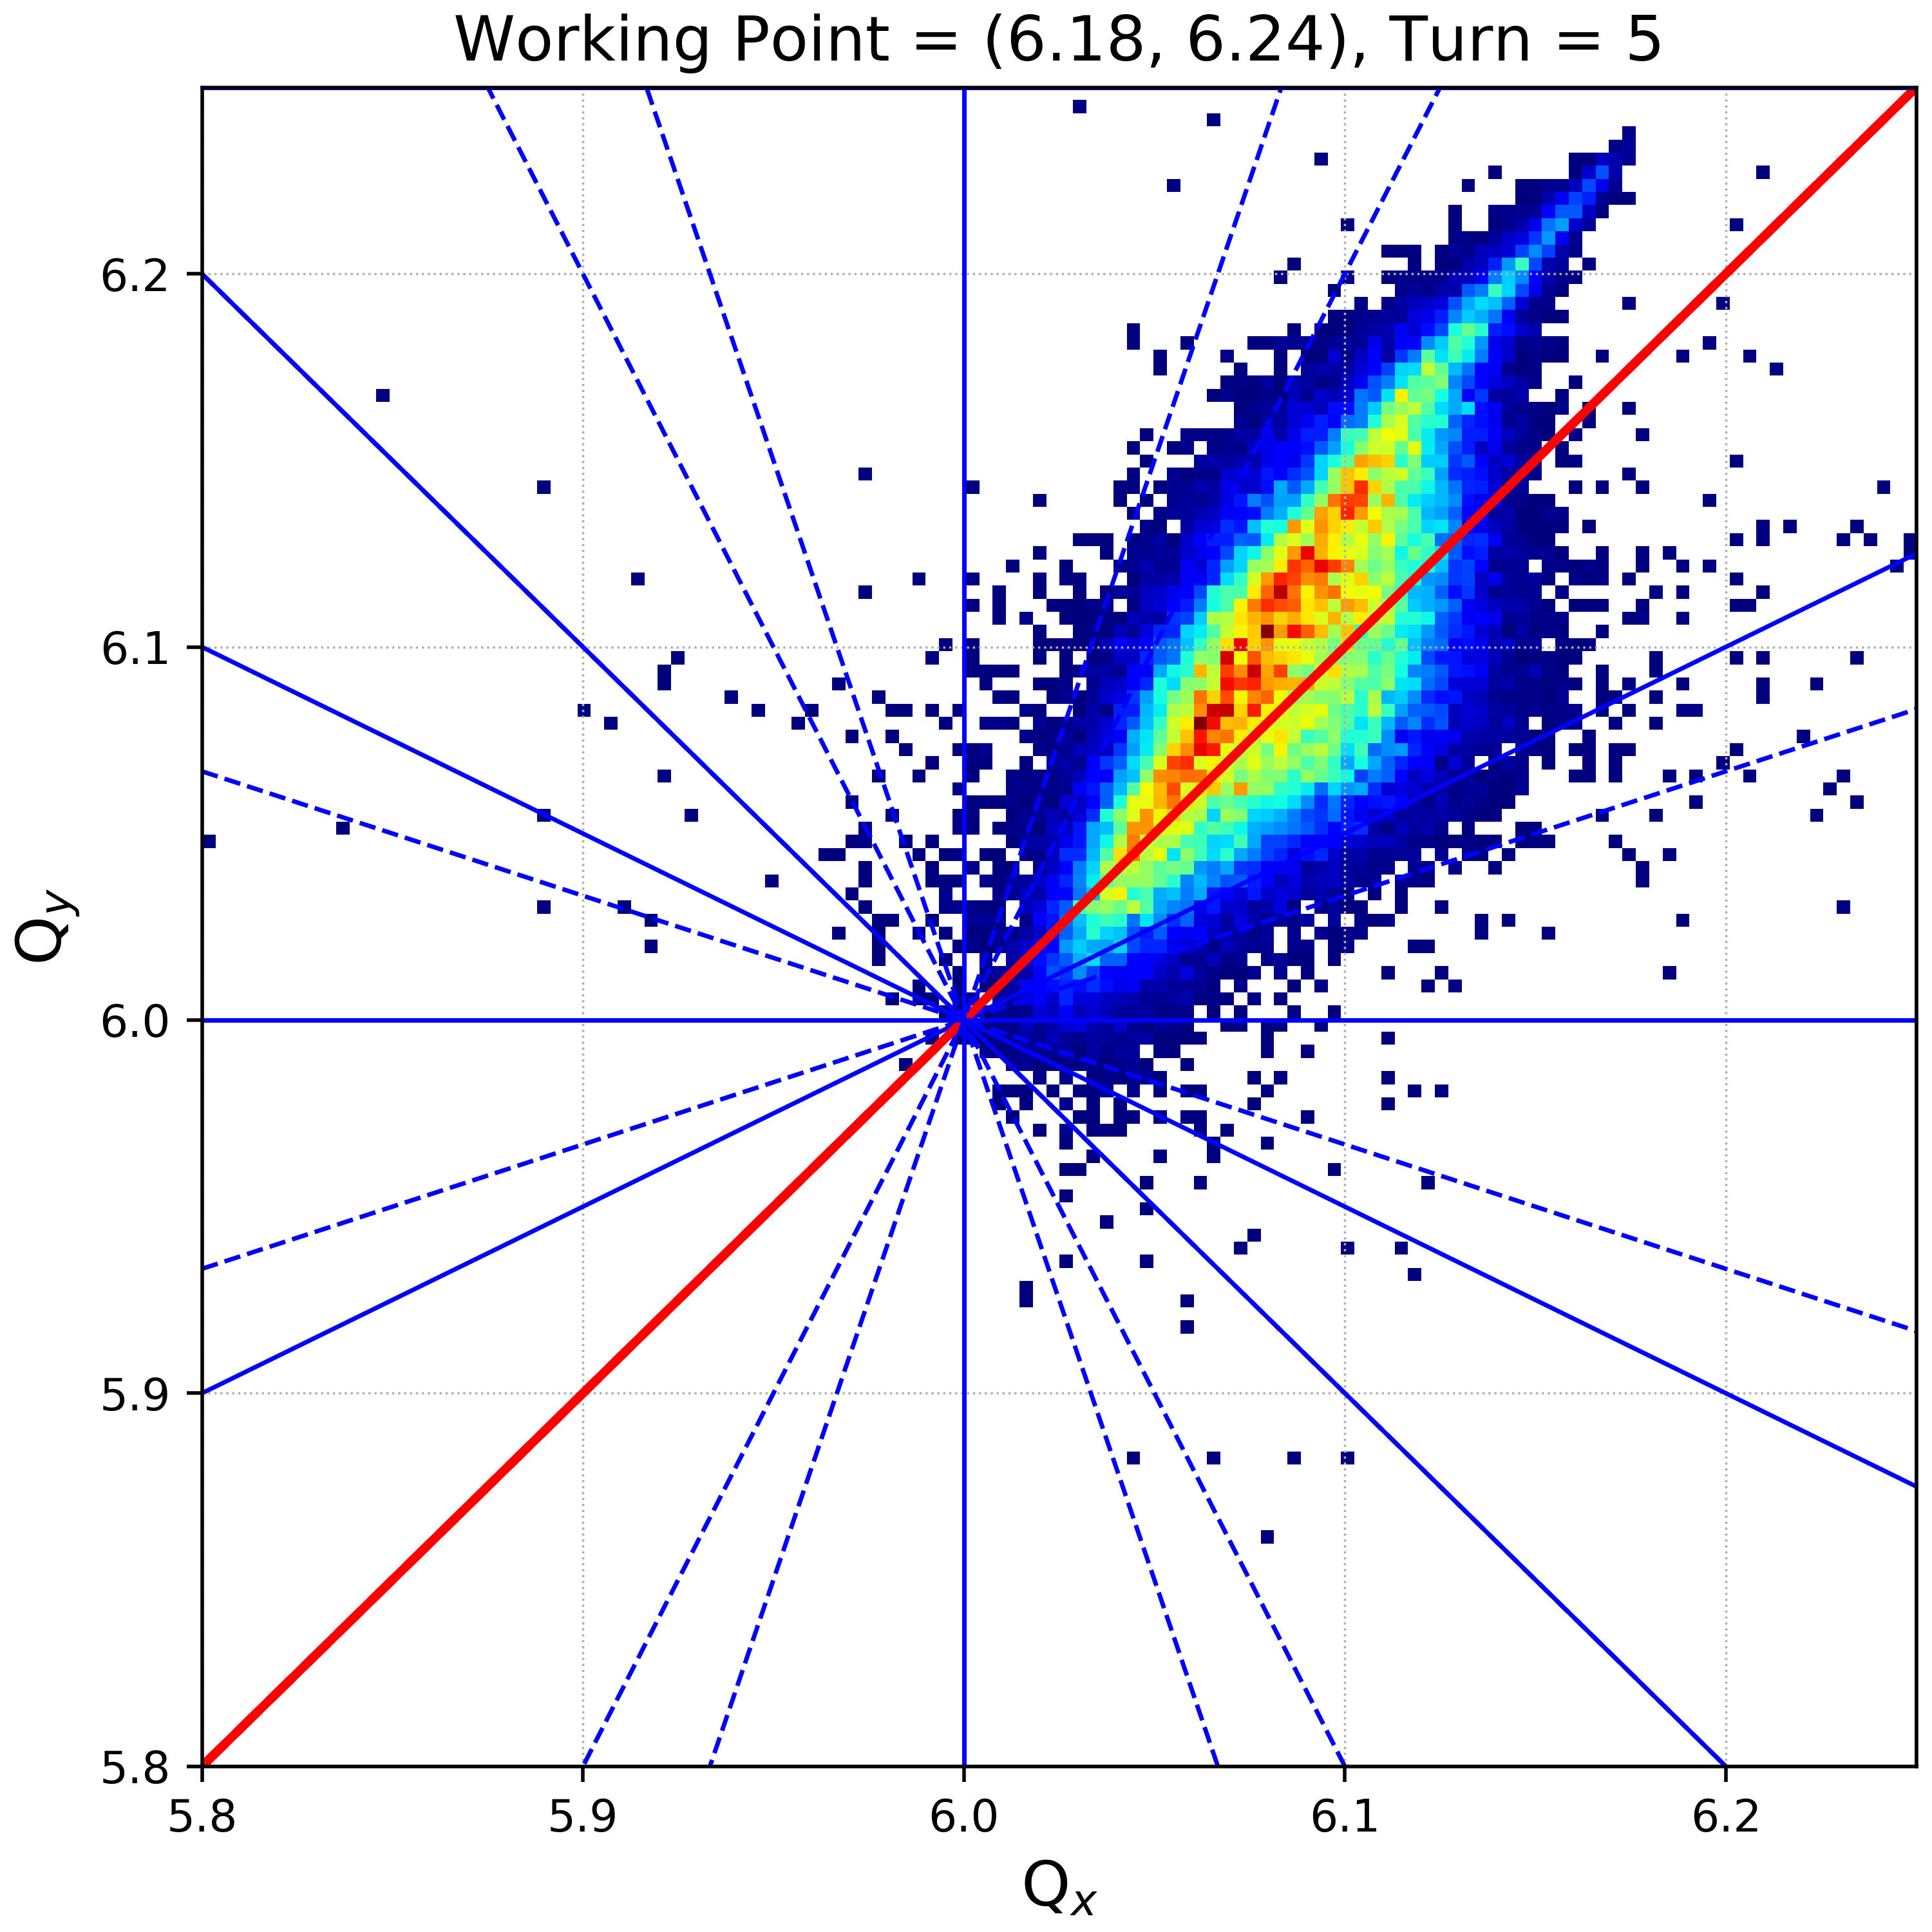 Working Point = (6.18, 6.24), Turn = 5
6.2
6.1
6.0
5.9
5.8
Qy
5.8 5.9 6.0 6.1 6.2
Qx